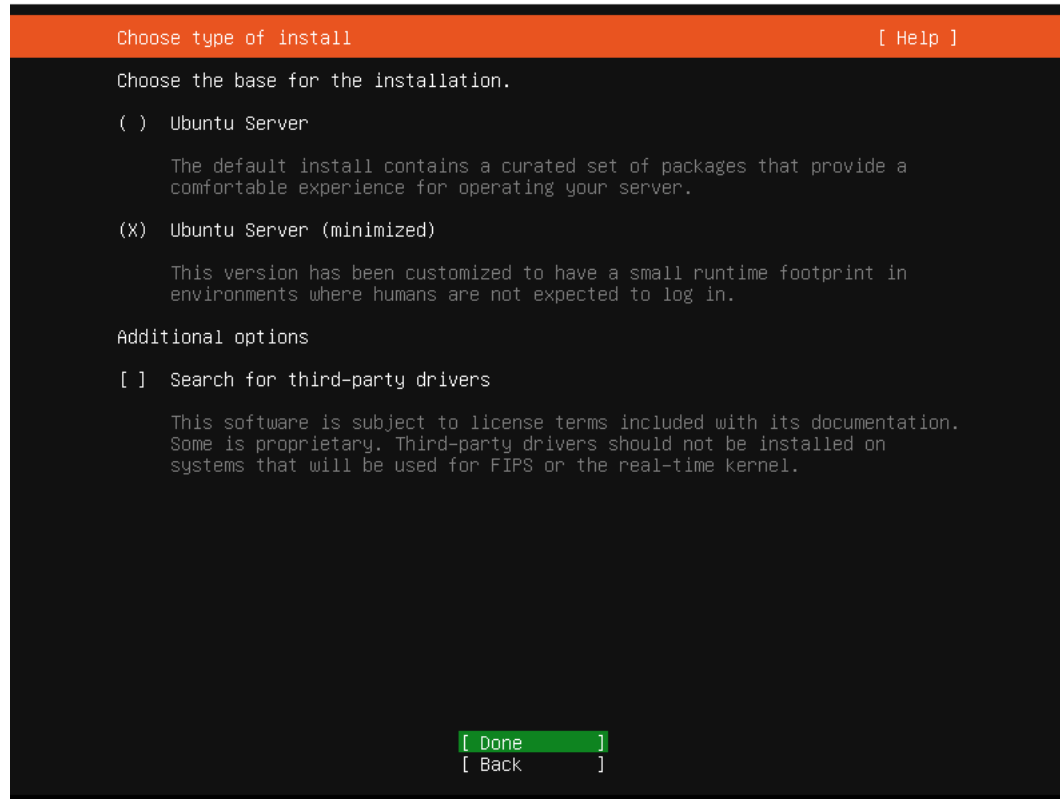 Choose type of install [ Help ]
Choose the base for the installation.
( ) Ubuntu Server
The default install contains a curated set of packages that provide a
comfortable experience for operating your server.
(X) Ubuntu Server (minimized)
This version has been customized to have a small runtime footprint in
environments where humans are not expected to log in.
Additional options
[ ] Search for third-party drivers
This software is subject to license terms included with its documentation.
Some is proprietary. Third-party drivers should not be installed on
systems that will be used for FIPS or the real-time kernel.
[ Done ]
[ Back ]